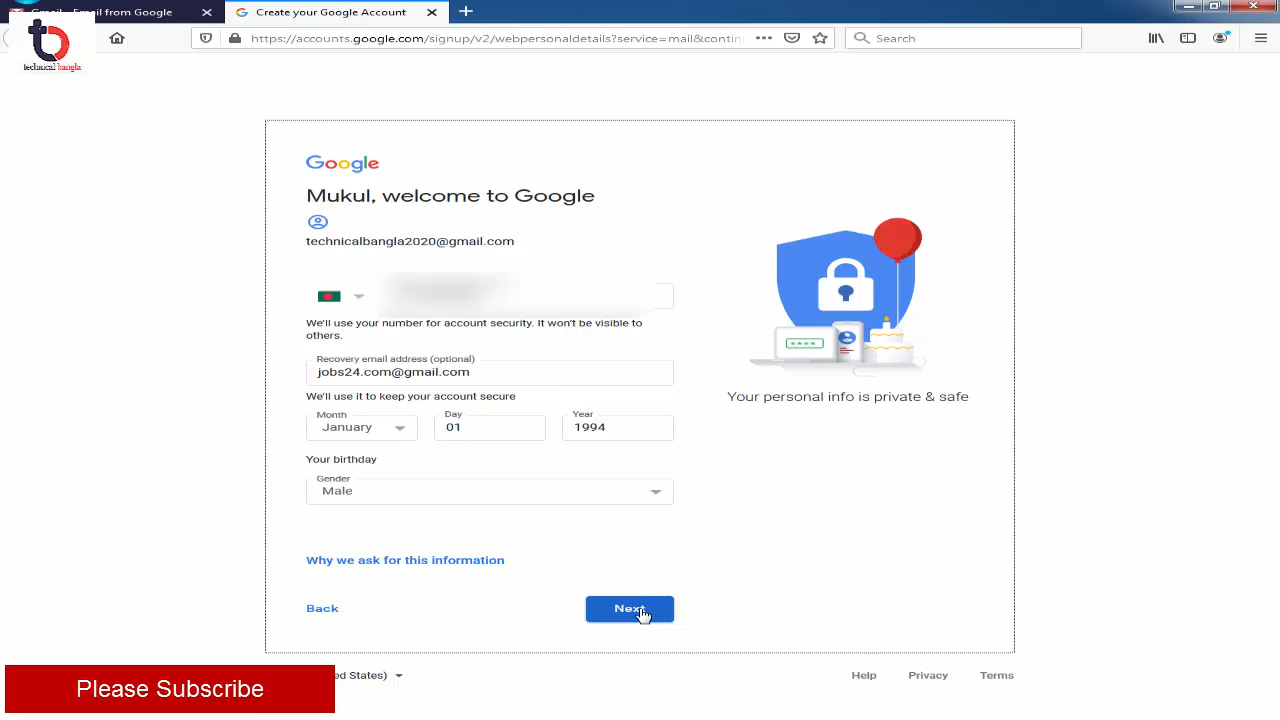 Gmail - Email from Google
Create your Google Account
https://accounts.google.com/signup/v2/webpersonaldetails?service=mail&contin
Search
technical bangla
Google
Mukul, welcome to Google
technicalbangla2020@gmail.com
We'll use your number for account security. It won't be visible to
others.
Recovery email address (optional)
jobs24.com@gmail.com
We'll use it to keep your account secure
Month
Day
Year
January
01
1994
Your birthday
Gender
Male
Your personal info is private & safe
Why we ask for this information
Back
Next
Please Subscribe
ed States)
Help
Privacy
Terms